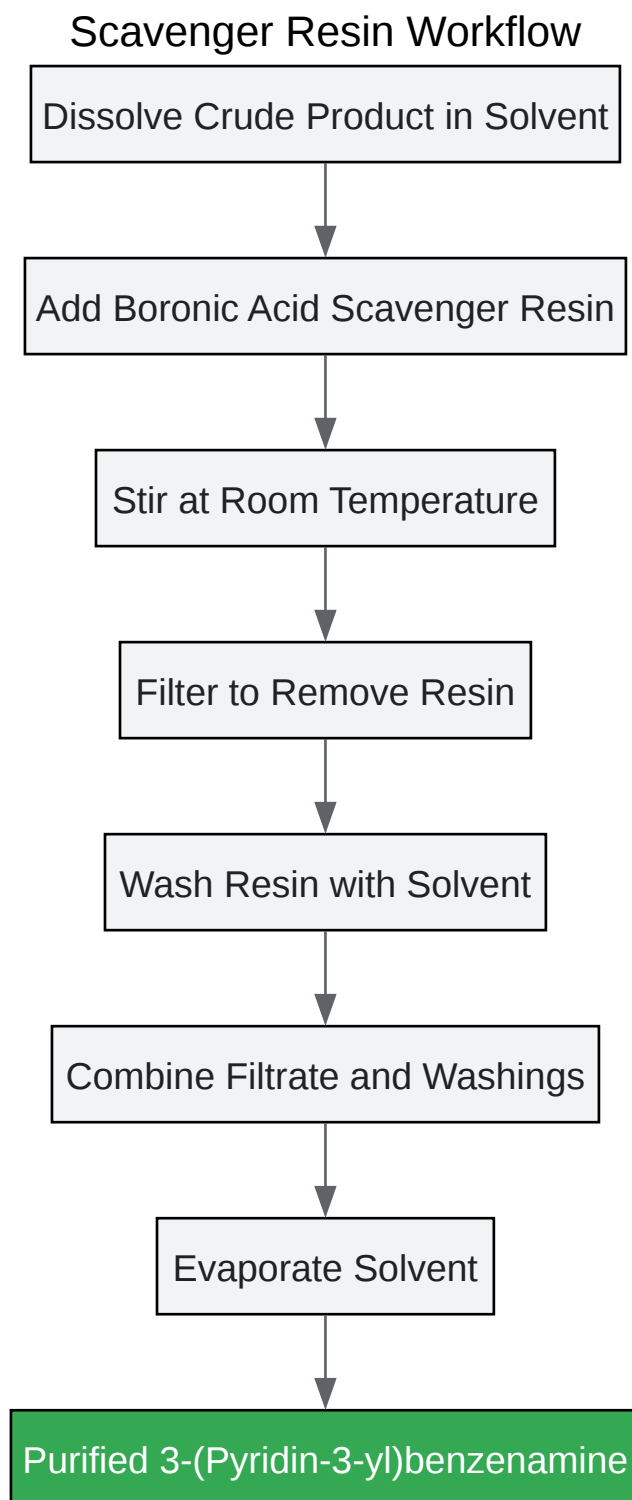 Scavenger Resin Workflow
Dissolve Crude Product in Solvent
Add Boronic Acid Scavenger Resin
Stir at Room Temperature
Filter to Remove Resin
Wash Resin with Solvent
Combine Filtrate and Washings
Evaporate Solvent
Purified 3-(Pyridin-3-yl)benzenamine